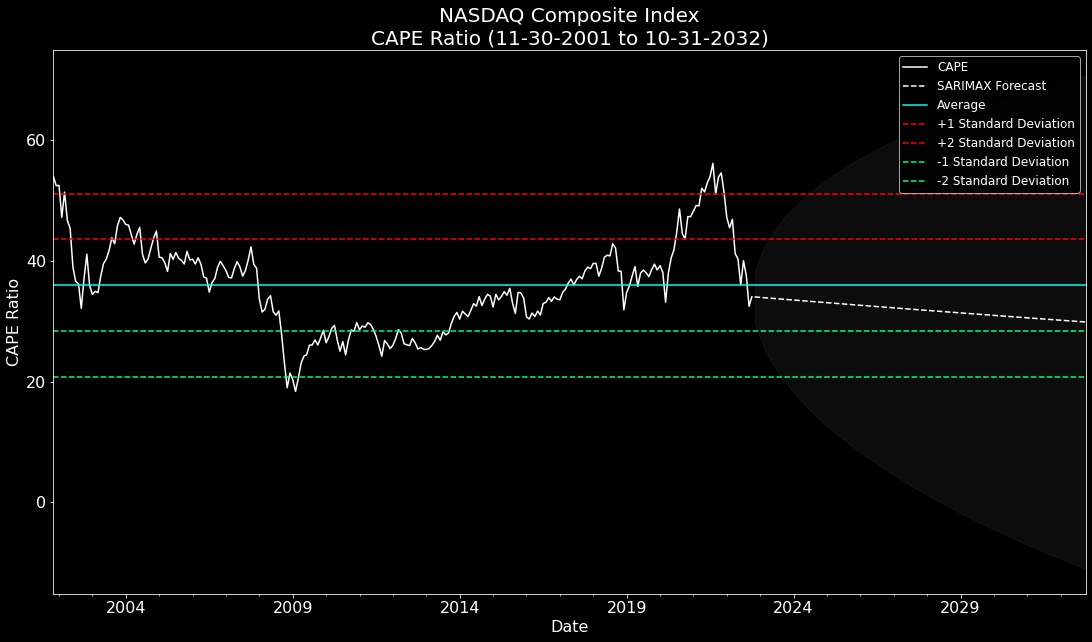 NASDAQ Composite Index
CAPE Ratio (11-30-2001 to 10-31-2032)
CAPE
SARIMAX Forecast
Average
+1 Standard Deviation
+2 Standard Deviation
-1 Standard Deviation
-2 Standard Deviation
60
40
20
0
CAPE Ratio
2004
2009
2014
2019
2024
2029
Date